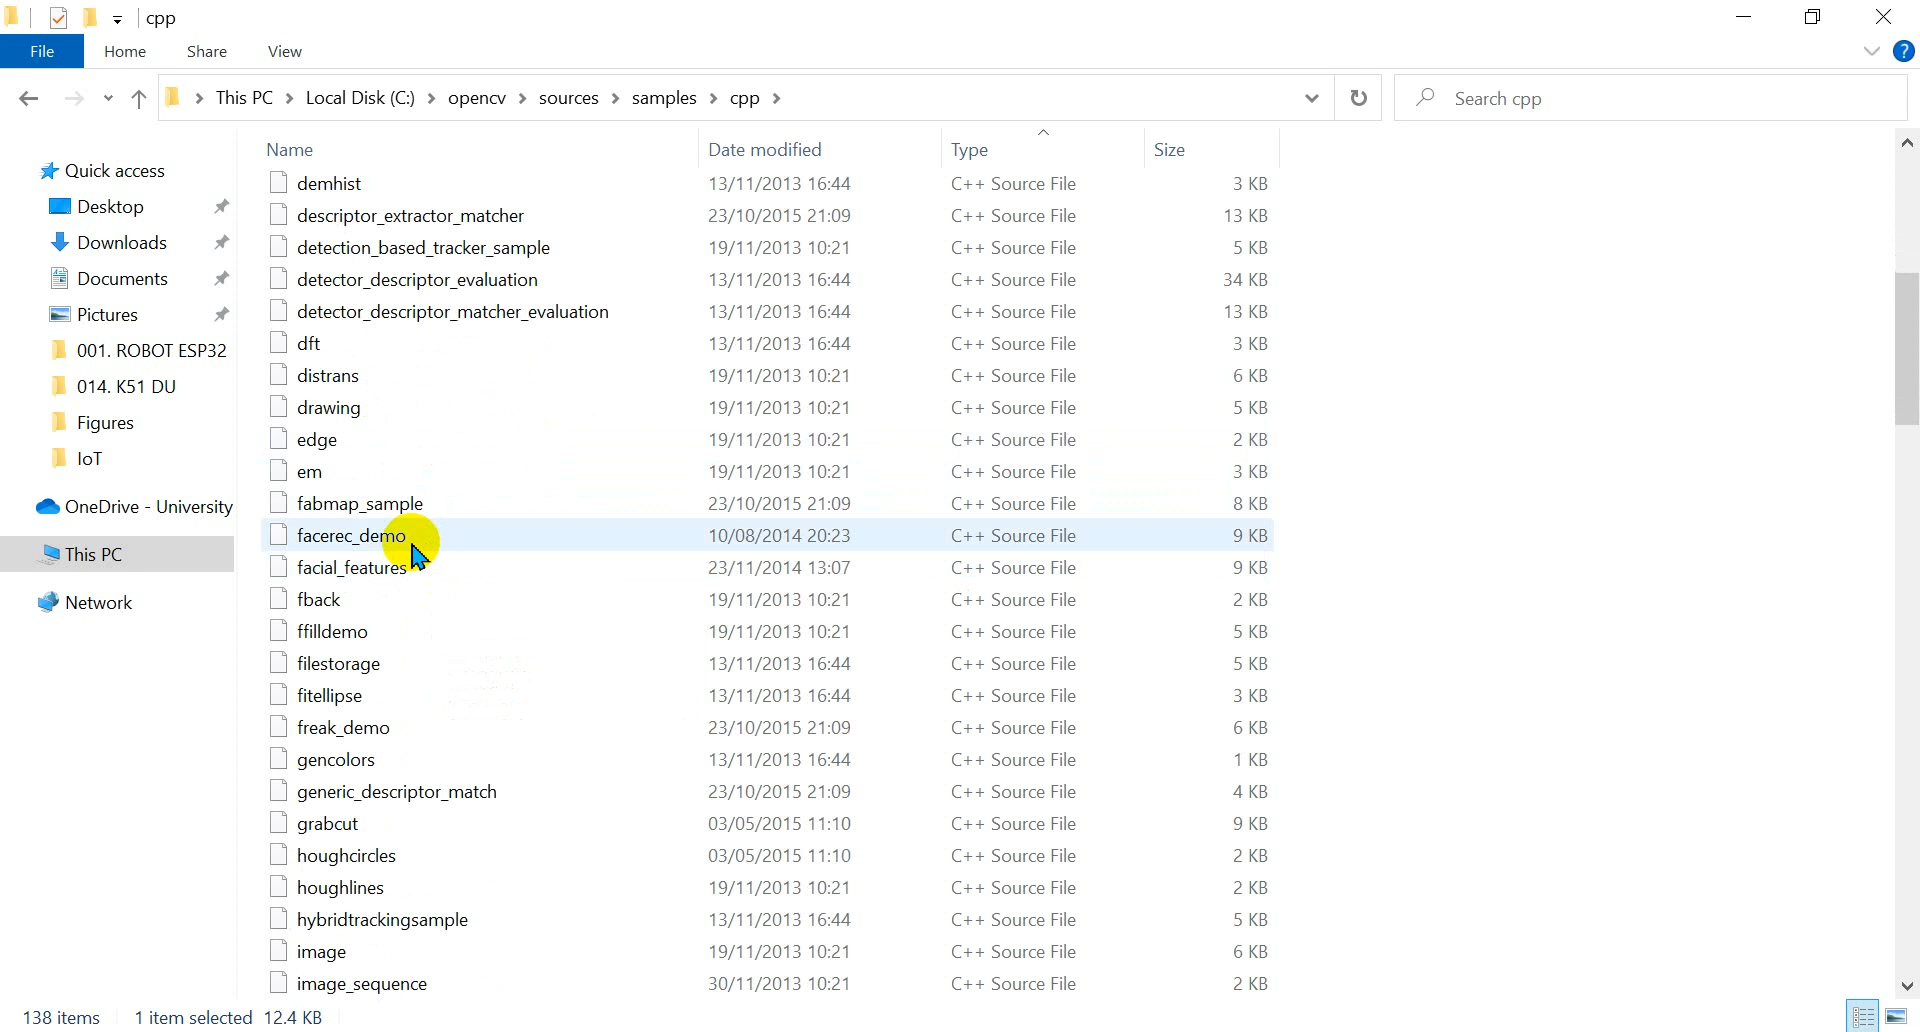 cpp
File Home Share View
This PC Local Disk (C:) opencv sources samples cpp
Search cpp
Name Date modified Type Size
Quick access
Desktop
Downloads
Documents
Pictures
001. ROBOT ESP32
014. K51 DU
Figures
IoT
OneDrive - University
This PC
Network
demhist 13/11/2013 16:44 C++ Source File 3 KB
descriptor_extractor_matcher 23/10/2015 21:09 C++ Source File 13 KB
detection_based_tracker_sample 19/11/2013 10:21 C++ Source File 5 KB
detector_descriptor_evaluation 13/11/2013 16:44 C++ Source File 34 KB
detector_descriptor_matcher_evaluation 13/11/2013 16:44 C++ Source File 13 KB
dft 13/11/2013 16:44 C++ Source File 3 KB
distrans 19/11/2013 10:21 C++ Source File 6 KB
drawing 19/11/2013 10:21 C++ Source File 5 KB
edge 19/11/2013 10:21 C++ Source File 2 KB
em 19/11/2013 10:21 C++ Source File 3 KB
fabmap_sample 23/10/2015 21:09 C++ Source File 8 KB
facerec_demo 10/08/2014 20:23 C++ Source File 9 KB
facial_features 23/11/2014 13:07 C++ Source File 9 KB
fback 19/11/2013 10:21 C++ Source File 2 KB
ffilldemo 19/11/2013 10:21 C++ Source File 5 KB
filestorage 13/11/2013 16:44 C++ Source File 5 KB
fitellipse 13/11/2013 16:44 C++ Source File 3 KB
freak_demo 23/10/2015 21:09 C++ Source File 6 KB
gencolors 13/11/2013 16:44 C++ Source File 1 KB
generic_descriptor_match 23/10/2015 21:09 C++ Source File 4 KB
grabcut 03/05/2015 11:10 C++ Source File 9 KB
houghcircles 03/05/2015 11:10 C++ Source File 2 KB
houghlines 19/11/2013 10:21 C++ Source File 2 KB
hybridtrackingsample 13/11/2013 16:44 C++ Source File 5 KB
image 19/11/2013 10:21 C++ Source File 6 KB
image_sequence 30/11/2013 10:21 C++ Source File 2 KB
138 items 1 item selected 12.4 KB